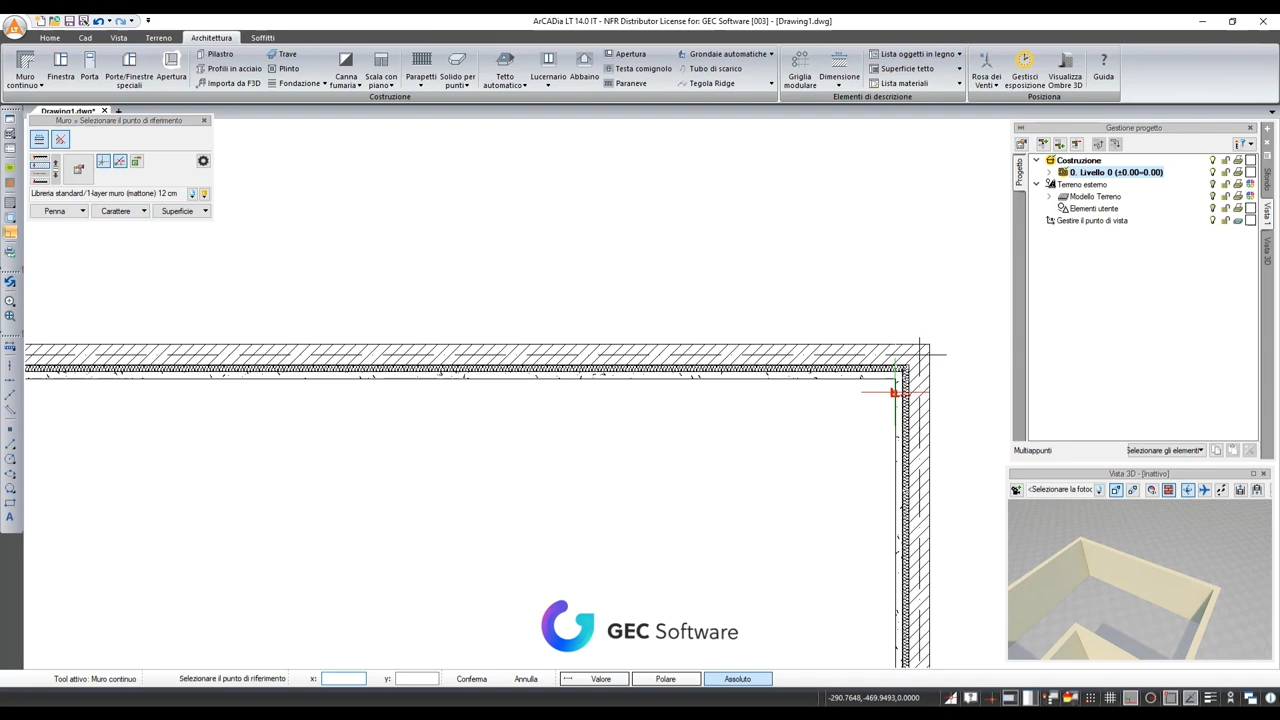 ArCADia LT 14.0 IT - NFR Distributor License for: GEC Software [003] - [Drawing1.dwg]
Home Cad Vista Terreno Architettura Soffitti
Muro continuo Finestra Porta Porte/Finestre speciali Apertura
Pilastro
Profili in acciaio
Importa da F3D
Trave
Plinto
Fondazione
Canna fumaria Scala con piano Parapetti Solido per punti Tetto automatico Lucernario Abbaino
Apertura
Testa comignolo
Paraneve
Grondaie automatiche
Tubo di scarico
Tegola Ridge
Griglia modulare Dimensione
Lista oggetti in legno
Superficie tetto
Lista materiali
Rosa dei Venti Gestisci esposizione Visualizza Ombre 3D Guida
Costruzione Elementi di descrizione Posiziona
Drawing1.dwg*
Muro » Selezionare il punto di riferimento
Libreria standard/1-layer muro (mattone) 12 cm
Penna Carattere Superficie
Gestione progetto
Progetto
Costruzione
0. Livello 0 (±0.00–0.00)
Terreno esterno
Modello Terreno
Elementi utente
Gestire il punto di vista
Sfondo
Vista 1
Vista 3D
Multiappunti Selezionare gli elementi
Vista 3D - [Inattivo]
<Selezionare la fotoc
GEC Software
Tool attivo: Muro continuo Selezionare il punto di riferimento x: y: Conferma Annulla Valore Polare Assoluto
-290.7648,-469.9493,0.0000